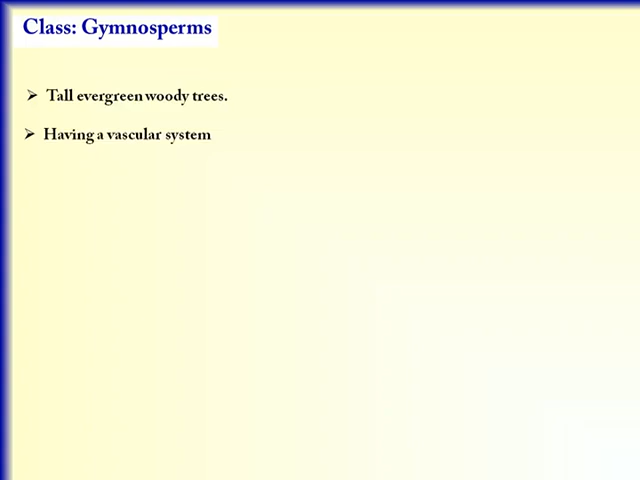 Class: Gymnosperms
➢ Tall evergreen woody trees.
➢ Having a vascular system